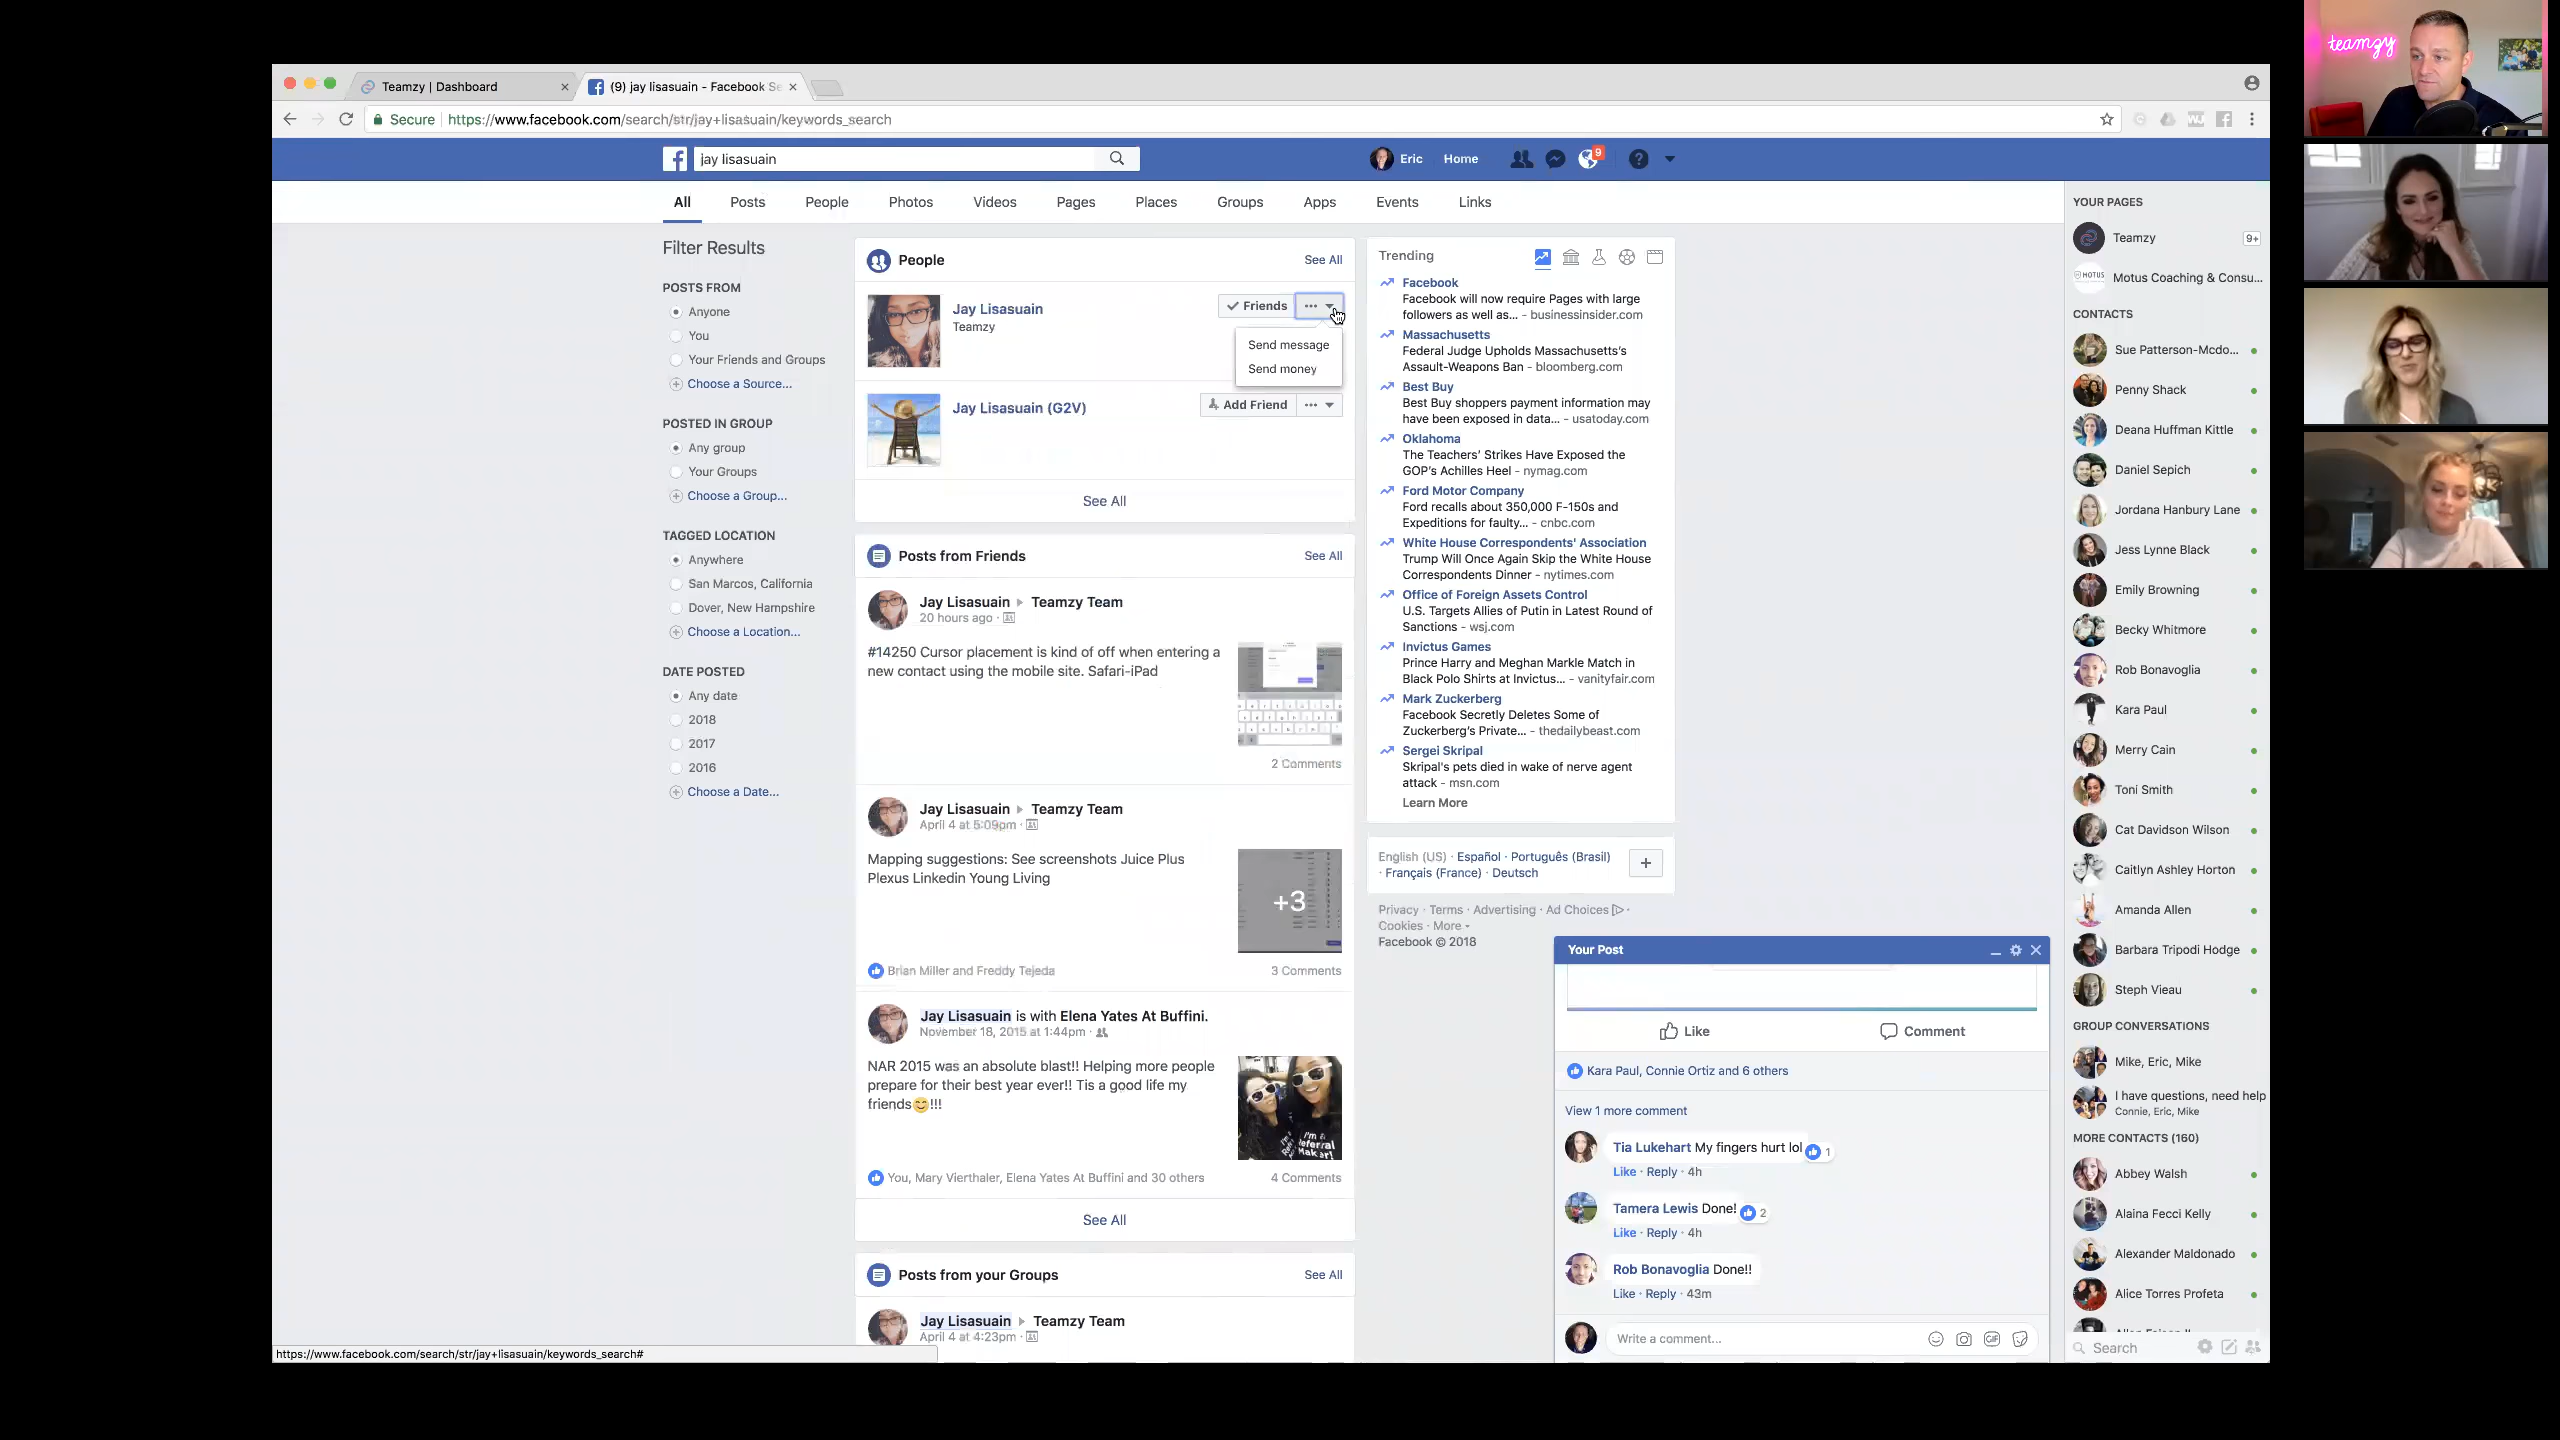 Teamzy | Dashboard
(9) jay lisasuain - Facebook Se
Secure https://www.facebook.com/search/str/jay+lisasuain/keywords_search
jay lisasuain
Eric
Home
9
All
Posts
People
Photos
Videos
Pages
Places
Groups
Apps
Events
Links
Filter Results
POSTS FROM
Anyone
You
Your Friends and Groups
Choose a Source...
POSTED IN GROUP
Any group
Your Groups
Choose a Group...
TAGGED LOCATION
Anywhere
San Marcos, California
Dover, New Hampshire
Choose a Location...
DATE POSTED
Any date
2018
2017
2016
Choose a Date...
People
See All
Jay Lisasuain
Teamzy
Friends
Send message
Send money
Jay Lisasuain (G2V)
Add Friend
See All
Posts from Friends
See All
Jay Lisasuain Teamzy Team
20 hours ago ·
#14250 Cursor placement is kind of off when entering a
new contact using the mobile site. Safari-iPad
2 Comments
Jay Lisasuain Teamzy Team
April 4 at 5:09pm ·
Mapping suggestions: See screenshots Juice Plus
Plexus Linkedin Young Living
+3
Brian Miller and Freddy Tejeda
3 Comments
Jay Lisasuain is with Elena Yates At Buffini.
November 18, 2015 at 1:44pm ·
NAR 2015 was an absolute blast!! Helping more people
prepare for their best year ever!! Tis a good life my
friends😊!!!
I'm a
Referral
Maker!
You, Mary Vierthaler, Elena Yates At Buffini and 30 others
4 Comments
See All
Posts from your Groups
See All
Jay Lisasuain Teamzy Team
April 4 at 4:23pm ·
https://www.facebook.com/search/str/jay+lisasuain/keywords_search#
Trending
Facebook
Facebook will now require Pages with large
followers as well as... - businessinsider.com
Massachusetts
Federal Judge Upholds Massachusetts's
Assault-Weapons Ban - bloomberg.com
Best Buy
Best Buy shoppers payment information may
have been exposed in data... - usatoday.com
Oklahoma
The Teachers' Strikes Have Exposed the
GOP's Achilles Heel - nymag.com
Ford Motor Company
Ford recalls about 350,000 F-150s and
Expeditions for faulty... - cnbc.com
White House Correspondents' Association
Trump Will Once Again Skip the White House
Correspondents Dinner - nytimes.com
Office of Foreign Assets Control
U.S. Targets Allies of Putin in Latest Round of
Sanctions - wsj.com
Invictus Games
Prince Harry and Meghan Markle Match in
Black Polo Shirts at Invictus... - vanityfair.com
Mark Zuckerberg
Facebook Secretly Deletes Some of
Zuckerberg's Private... - thedailybeast.com
Sergei Skripal
Skripal's pets died in wake of nerve agent
attack - msn.com
Learn More
English (US) · Español · Português (Brasil)
· Français (France) · Deutsch
Privacy · Terms · Advertising · Ad Choices ·
Cookies · More
Facebook © 2018
Your Post
Like
Comment
Kara Paul, Connie Ortiz and 6 others
View 1 more comment
Tia Lukehart My fingers hurt lol 1
Like · Reply · 4h
Tamera Lewis Done! 2
Like · Reply · 4h
Rob Bonavoglia Done!!
Like · Reply · 43m
Write a comment...
GIF
YOUR PAGES
Teamzy 9+
MOTUS Motus Coaching & Consu...
CONTACTS
Sue Patterson-Mcdo...
Penny Shack
Deana Huffman Kittle
Daniel Sepich
Jordana Hanbury Lane
Jess Lynne Black
Emily Browning
Becky Whitmore
Rob Bonavoglia
Kara Paul
Merry Cain
Toni Smith
Cat Davidson Wilson
Caitlyn Ashley Horton
Amanda Allen
Barbara Tripodi Hodge
Steph Vieau
GROUP CONVERSATIONS
Mike, Eric, Mike
I have questions, need help
Connie, Eric, Mike
MORE CONTACTS (160)
Abbey Walsh
Alaina Fecci Kelly
Alexander Maldonado
Alice Torres Profeta
Search
teamzy